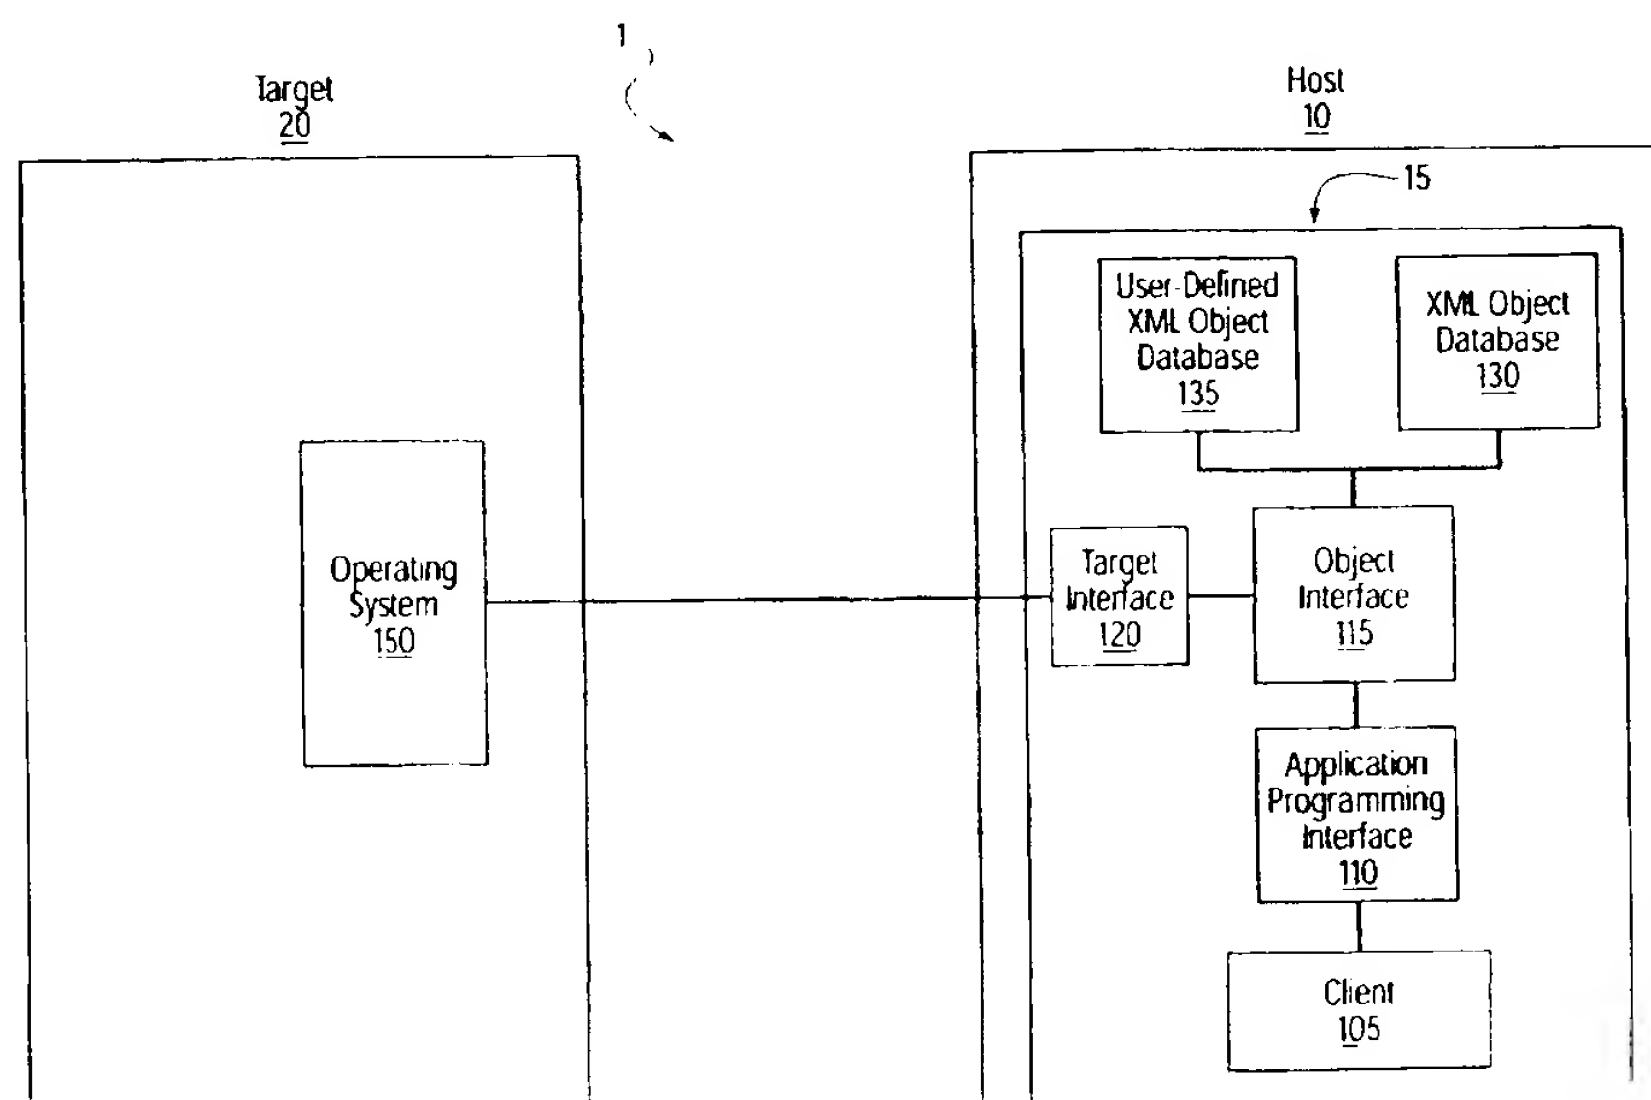 1
Target
20
Host
10
15
User-Defined
XML Object
Database
135
XML Object
Database
130
Operating
System
150
Target
Interface
120
Object
Interface
115
Application
Programming
Interface
110
Client
105